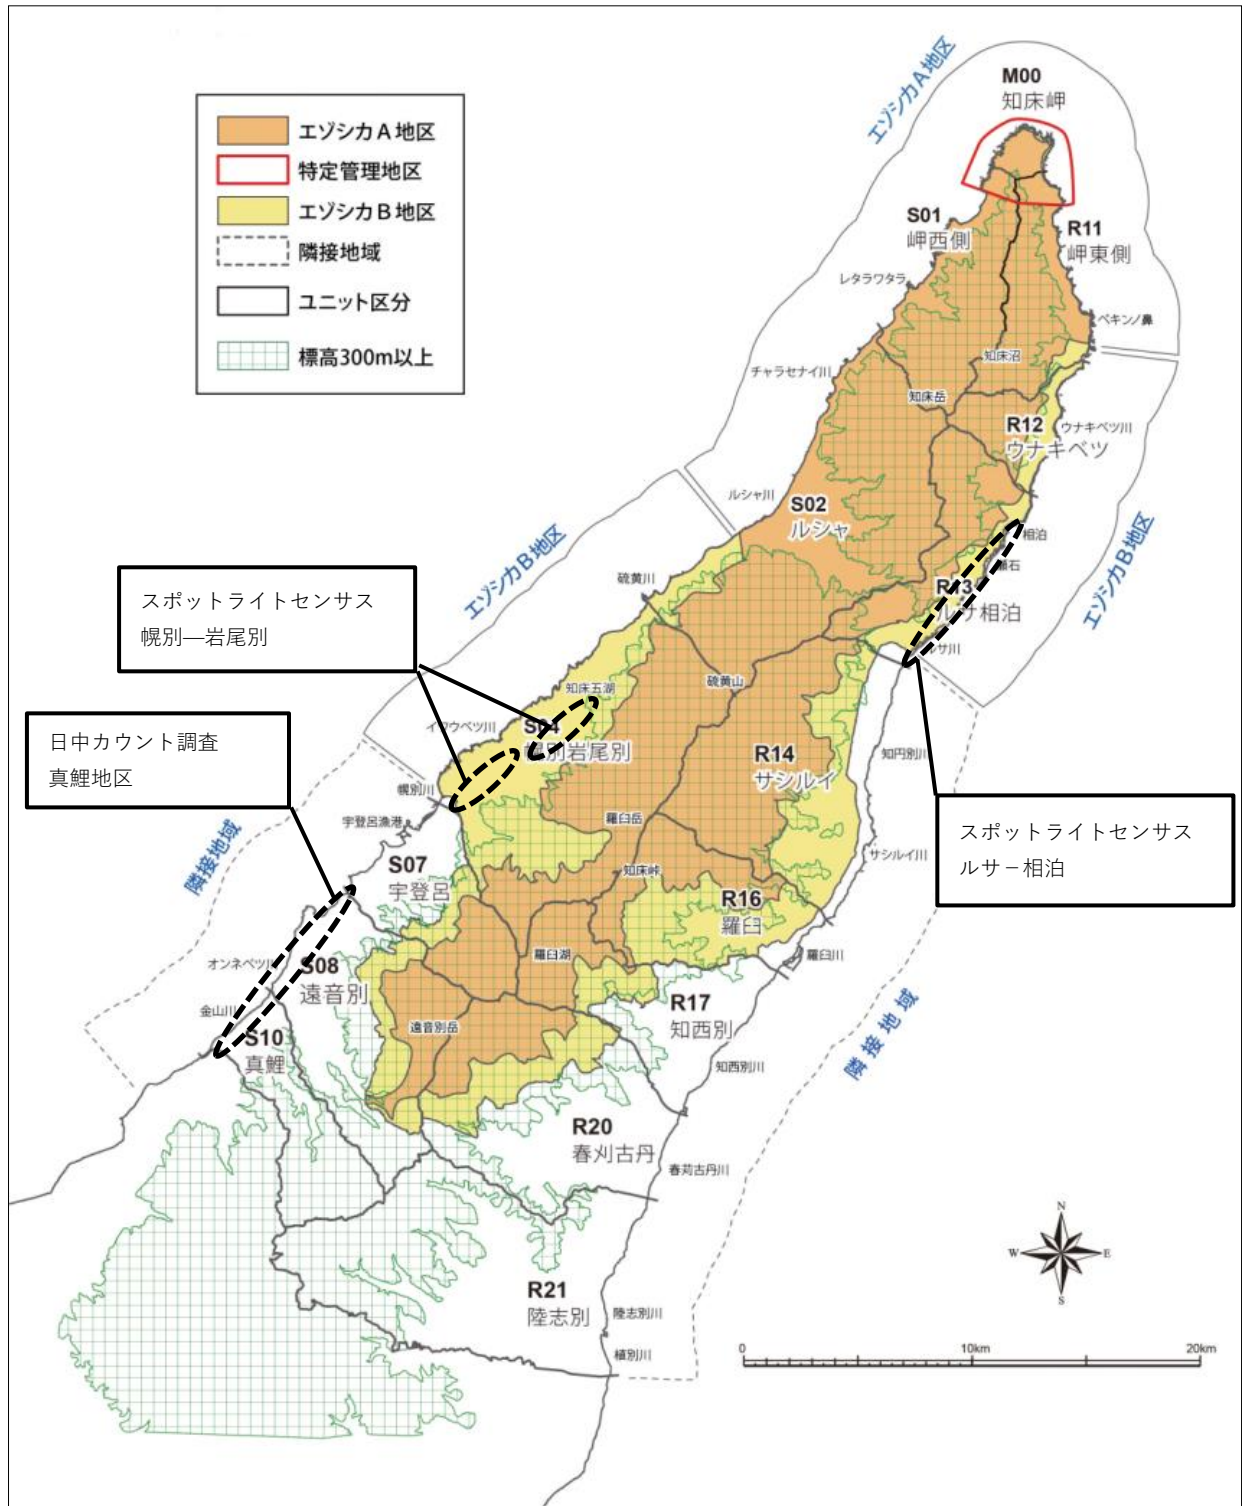 エゾシカA地区
特定管理地区
エゾシカB地区
隣接地域
ユニット区分
標高300m以上
エゾシカA地区
M00
知床岬
S01
岬西側
R11
岬東側
レタラワタラ
ペキンノ鼻
知床沼
チャラセナイ川
知床岳
R12
ウナキベツ
ウナキベツ川
ルシャ川
S02
ルシャ
相泊
エゾシカB地区
エゾシカB地区
硫黄川
R13
ルサ相泊
スポットライトセンサス
幌別―岩尾別
知床五湖
硫黄山
イワウベツ川
S04
幌別岩尾別
日中カウント調査
真鯉地区
R14
サシルイ
知円別川
幌別川
宇登呂漁港
羅臼岳
スポットライトセンサス
ルサ－相泊
隣接地域
S07
宇登呂
知床峠
サシルイ川
R16
羅臼
オンネベツ川
S08
遠音別
羅臼湖
羅臼川
金山川
S10
真鯉
遠音別岳
R17
知西別
隣接地域
知西別川
R20
春刈古丹
春苅古丹川
R21
陸志別
陸志別川
植別川
N
W
E
S
0
10km
20km